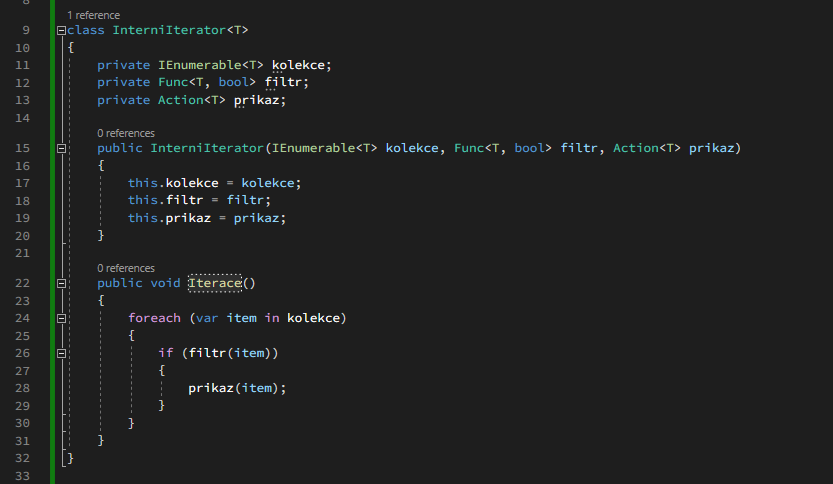 8
1 reference
9 class InterniIterator<T>
10 {
11 private IEnumerable<T> kolekce;
12 private Func<T, bool> filtr;
13 private Action<T> prikaz;
14
0 references
15 public InterniIterator(IEnumerable<T> kolekce, Func<T, bool> filtr, Action<T> prikaz)
16 {
17 this.kolekce = kolekce;
18 this.filtr = filtr;
19 this.prikaz = prikaz;
20 }
21
0 references
22 public void Iterace()
23 {
24 foreach (var item in kolekce)
25 {
26 if (filtr(item))
27 {
28 prikaz(item);
29 }
30 }
31 }
32 }
33